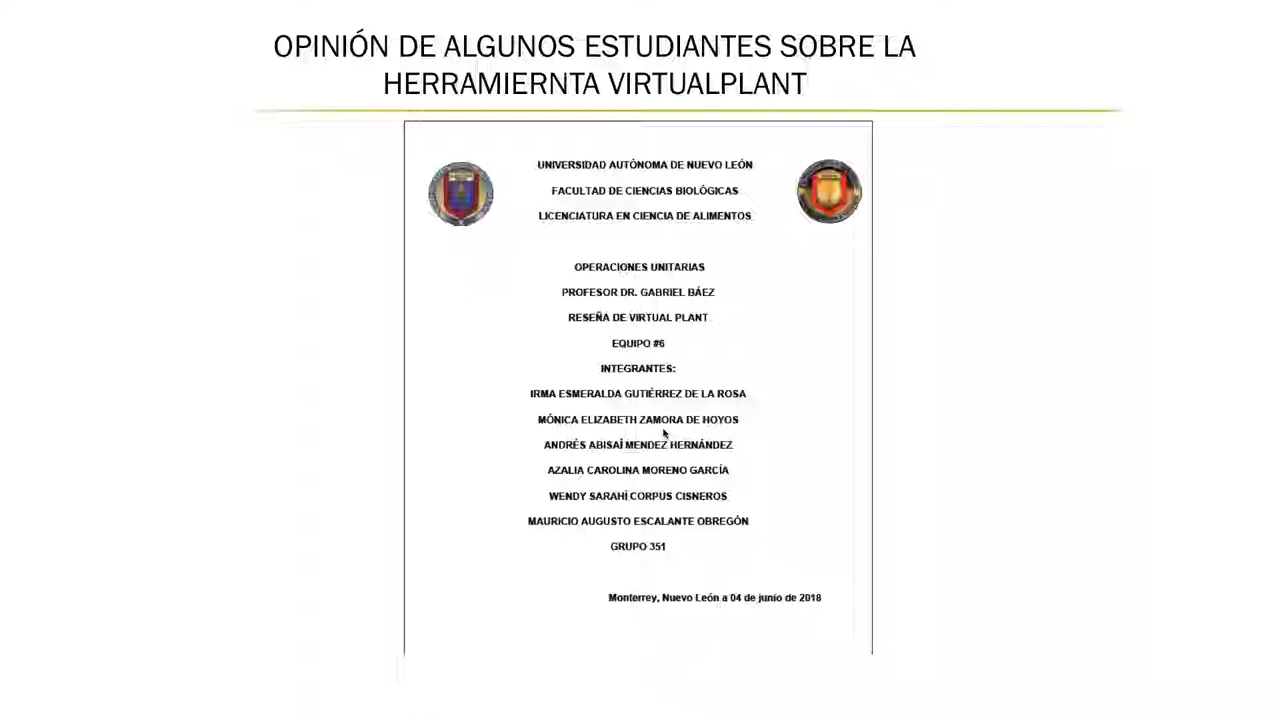 OPINIÓN DE ALGUNOS ESTUDIANTES SOBRE LA
HERRAMIERNTA VIRTUALPLANT
UNIVERSIDAD AUTÓNOMA DE NUEVO LEÓN
FACULTAD DE CIENCIAS BIOLÓGICAS
LICENCIATURA EN CIENCIA DE ALIMENTOS
OPERACIONES UNITARIAS
PROFESOR DR. GABRIEL BÁEZ
RESEÑA DE VIRTUAL PLANT
EQUIPO #6
INTEGRANTES:
IRMA ESMERALDA GUTIÉRREZ DE LA ROSA
MÓNICA ELIZABETH ZAMORA DE HOYOS
ANDRÉS ABISAÍ MENDEZ HERNÁNDEZ
AZALIA CAROLINA MORENO GARCÍA
WENDY SARAHÍ CORPUS CISNEROS
MAURICIO AUGUSTO ESCALANTE OBREGÓN
GRUPO 351
Monterrey, Nuevo León a 04 de junio de 2018